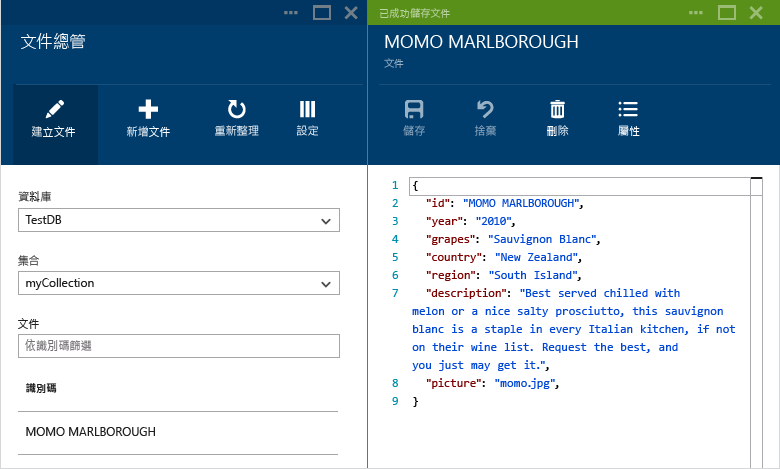 文件總管
建立文件
新增文件
重新整理
設定
資料庫
TestDB
集合
myCollection
文件
依識別碼篩選
識別碼
MOMO MARLBOROUGH
已成功儲存文件
MOMO MARLBOROUGH
文件
儲存
捨棄
刪除
屬性
1 {
2 "id": "MOMO MARLBOROUGH",
3 "year": "2010",
4 "grapes": "Sauvignon Blanc",
5 "country": "New Zealand",
6 "region": "South Island",
7 "description": "Best served chilled with
melon or a nice salty prosciutto, this sauvignon
blanc is a staple in every Italian kitchen, if not
on their wine list. Request the best, and
you just may get it.",
8 "picture": "momo.jpg",
9 }